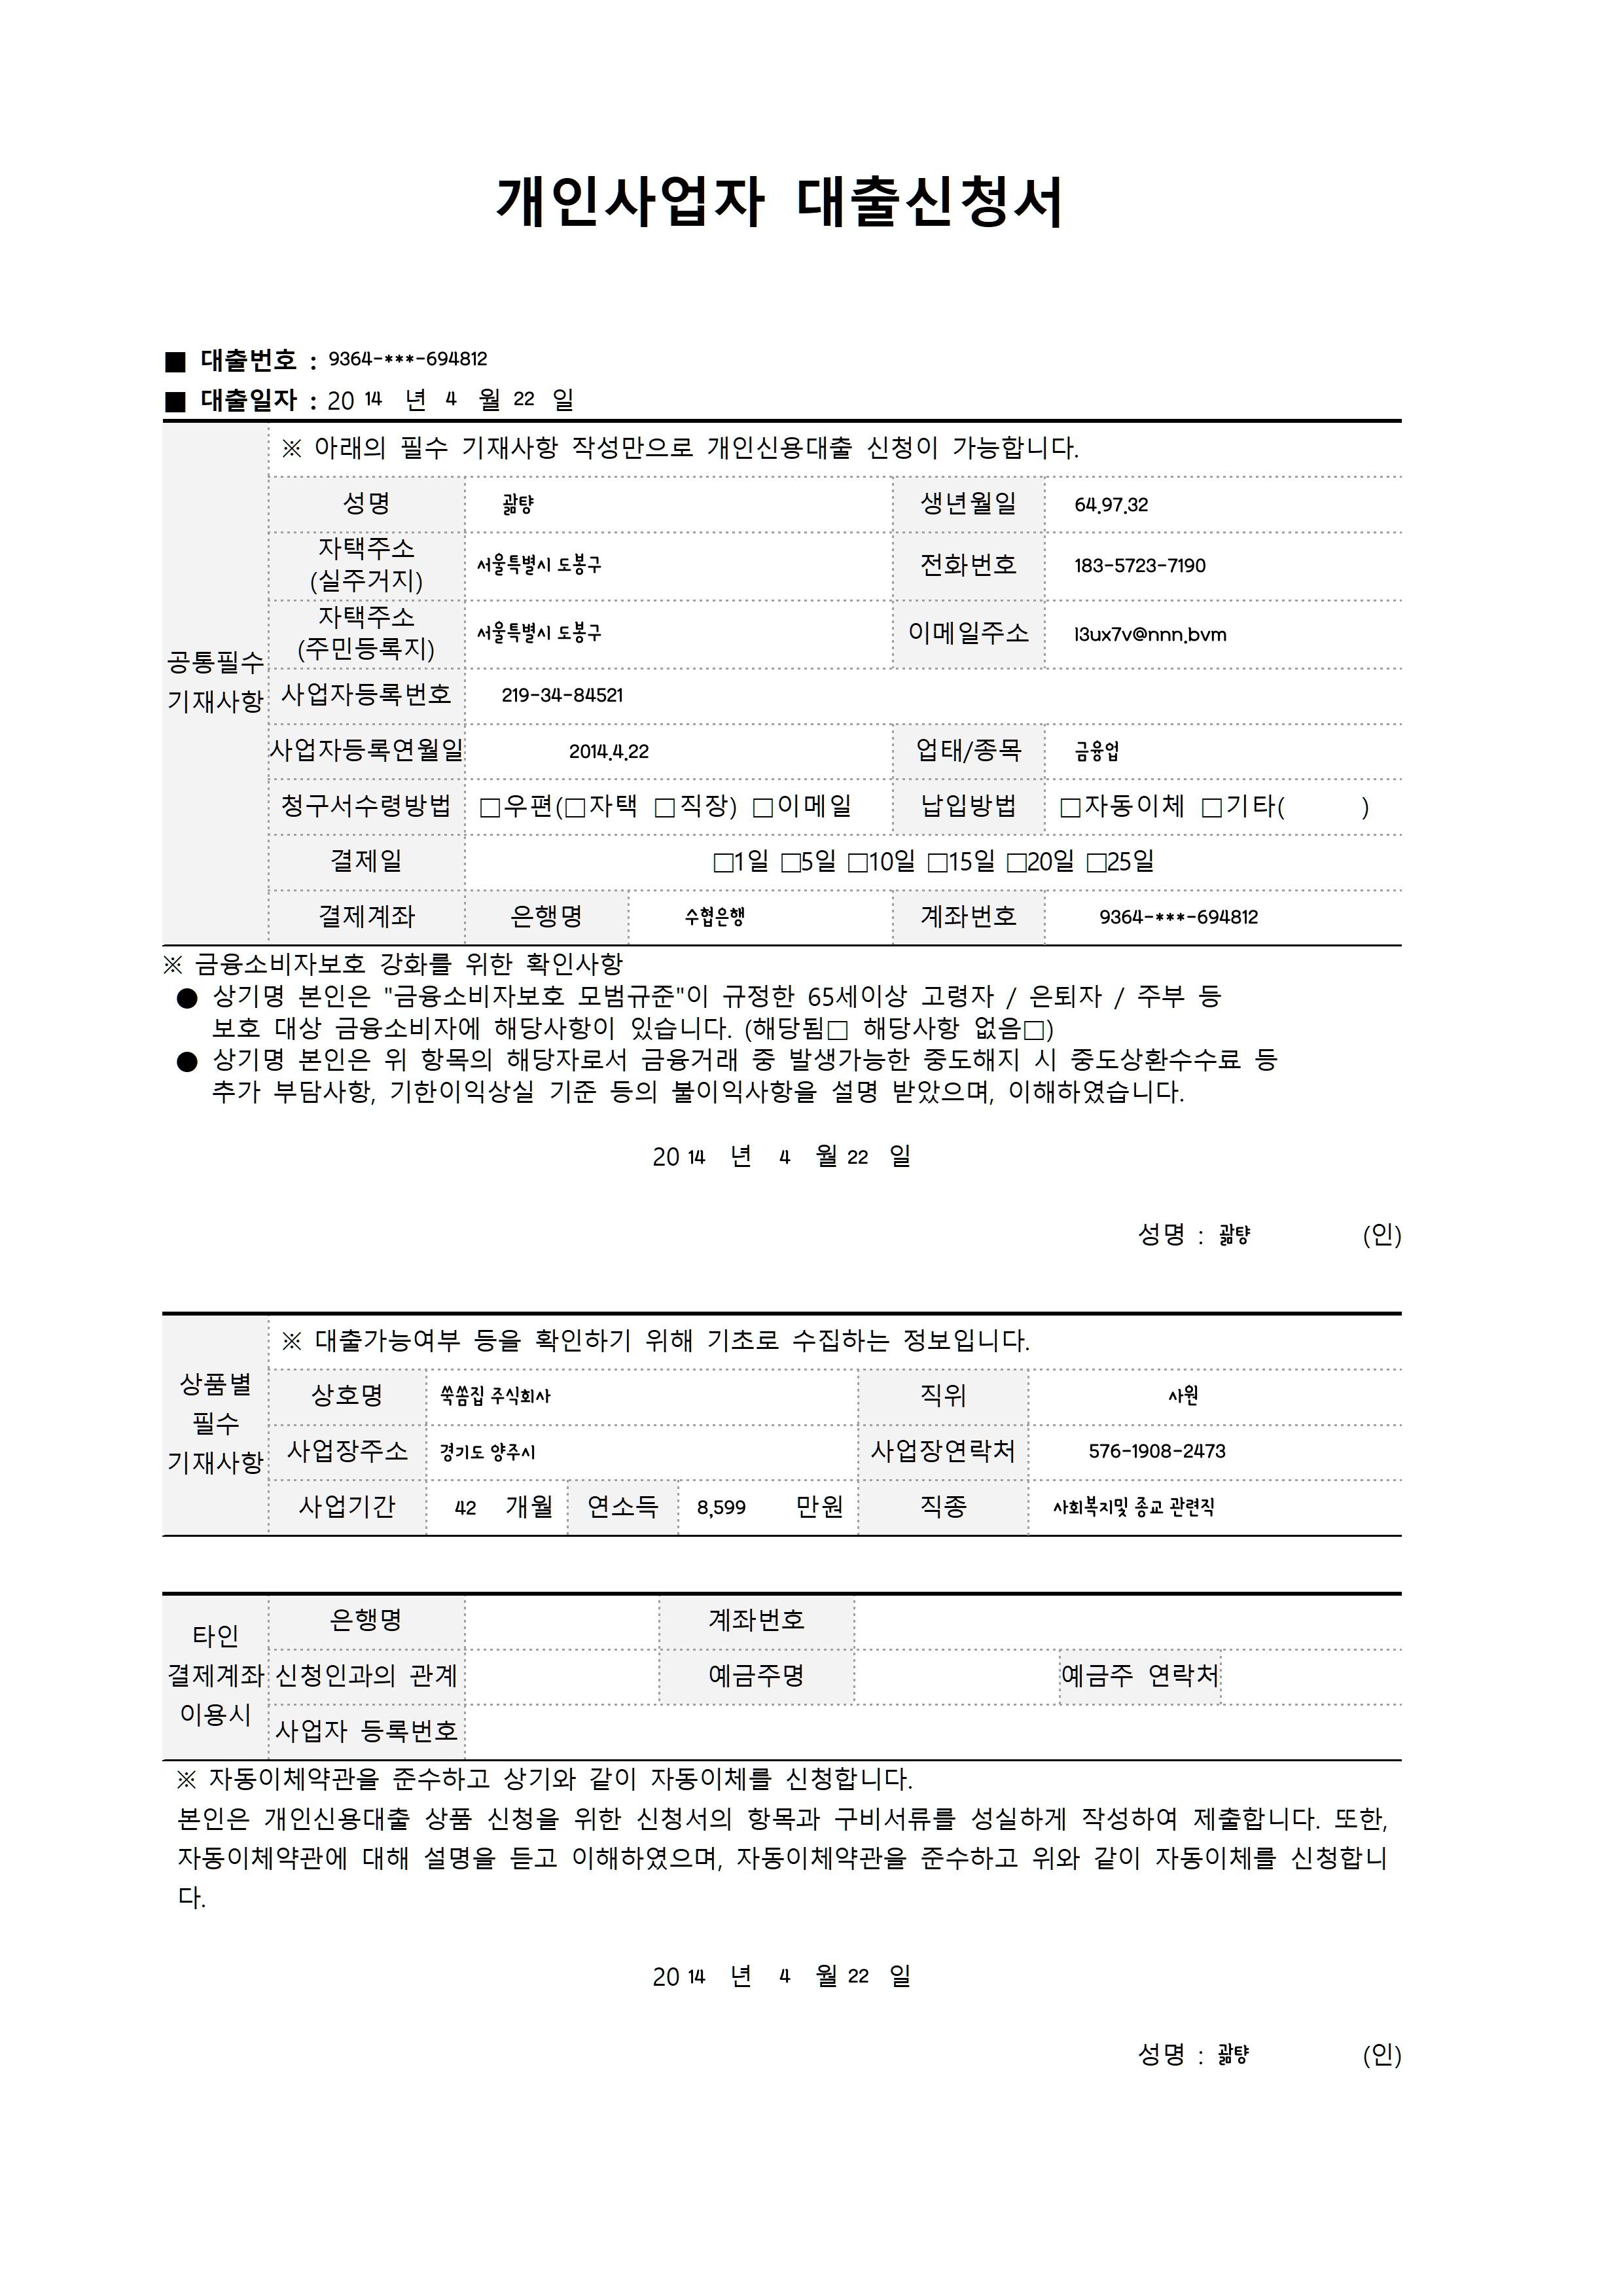 개인사업자 대출신청서
■ 대출번호 : 9364-***-694812
■ 대출일자 : 20 14 년 4 월 22 일
※ 아래의 필수 기재사항 작성만으로 개인신용대출 신청이 가능합니다.
공통필수
기재사항
성명 생년월일 64.97.32
자택주소
(실주거지) 서울특별시 도봉구 전화번호 183-5723-7190
자택주소
(주민등록지) 서울특별시 도봉구 이메일주소 l3ux7v@nnn.bvm
사업자등록번호 219-34-84521
사업자등록연월일 2014.4.22 업태/종목 금융업
청구서수령방법 □우편(□자택 □직장) □이메일 납입방법 □자동이체 □기타( )
결제일 □1일 □5일 □10일 □15일 □20일 □25일
결제계좌 은행명 수협은행 계좌번호 9364-***-694812
※ 금융소비자보호 강화를 위한 확인사항
● 상기명 본인은 "금융소비자보호 모범규준"이 규정한 65세이상 고령자 / 은퇴자 / 주부 등
보호 대상 금융소비자에 해당사항이 있습니다. (해당됨□ 해당사항 없음□)
● 상기명 본인은 위 항목의 해당자로서 금융거래 중 발생가능한 중도해지 시 중도상환수수료 등
추가 부담사항, 기한이익상실 기준 등의 불이익사항을 설명 받았으며, 이해하였습니다.
20 14 년 4 월 22 일
성명 : (인)
※ 대출가능여부 등을 확인하기 위해 기초로 수집하는 정보입니다.
상품별
필수
기재사항
상호명 쑥쏨집 주식회사 직위 사원
사업장주소 경기도 양주시 사업장연락처 576-1908-2473
사업기간 42 개월 연소득 8,599 만원 직종 사회복지및 종교 관련직
타인
결제계좌
이용시
은행명 계좌번호
신청인과의 관계 예금주명 예금주 연락처
사업자 등록번호
※ 자동이체약관을 준수하고 상기와 같이 자동이체를 신청합니다.
본인은 개인신용대출 상품 신청을 위한 신청서의 항목과 구비서류를 성실하게 작성하여 제출합니다. 또한,
자동이체약관에 대해 설명을 듣고 이해하였으며, 자동이체약관을 준수하고 위와 같이 자동이체를 신청합니
다.
20 14 년 4 월 22 일
성명 : (인)